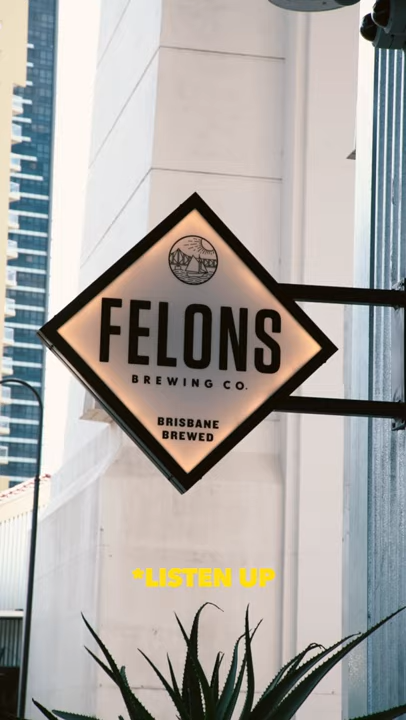 FELONS
BREWING CO.
BRISBANE
BREWED
*LISTEN UP